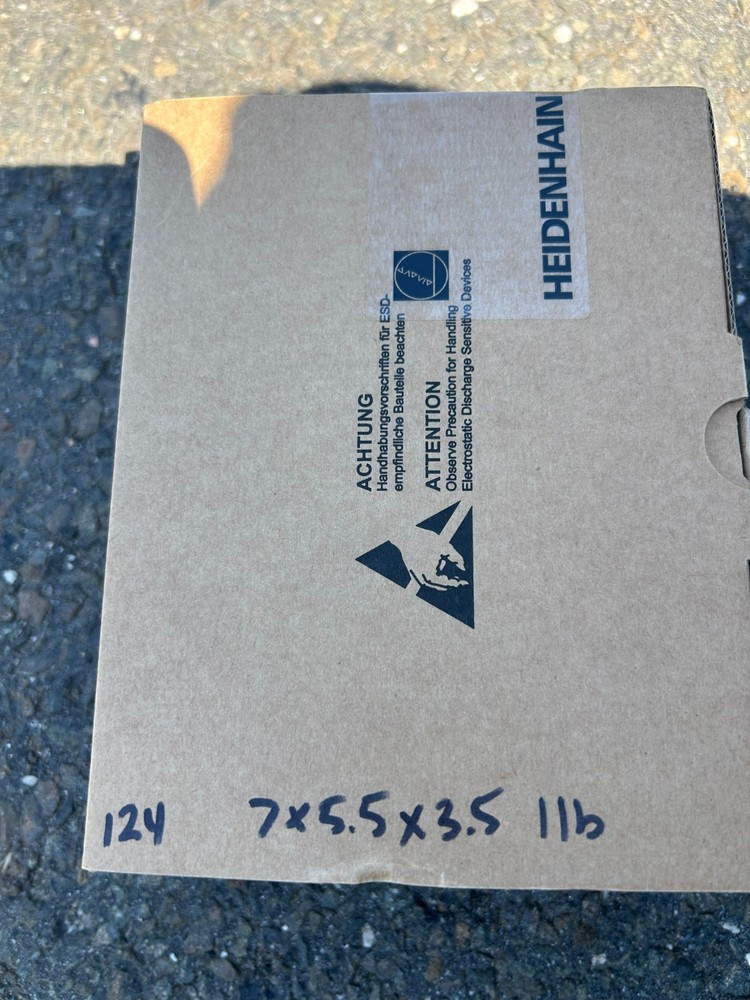 HEIDENHAIN
ACHTUNG
Handhabungsvorschriften für ESD-
empfindliche Bauteile beachten
ATTENTION
Observe Precaution for Handling
Electrostatic Discharge Sensitive Devices
124 7x5.5x3.5 1lb